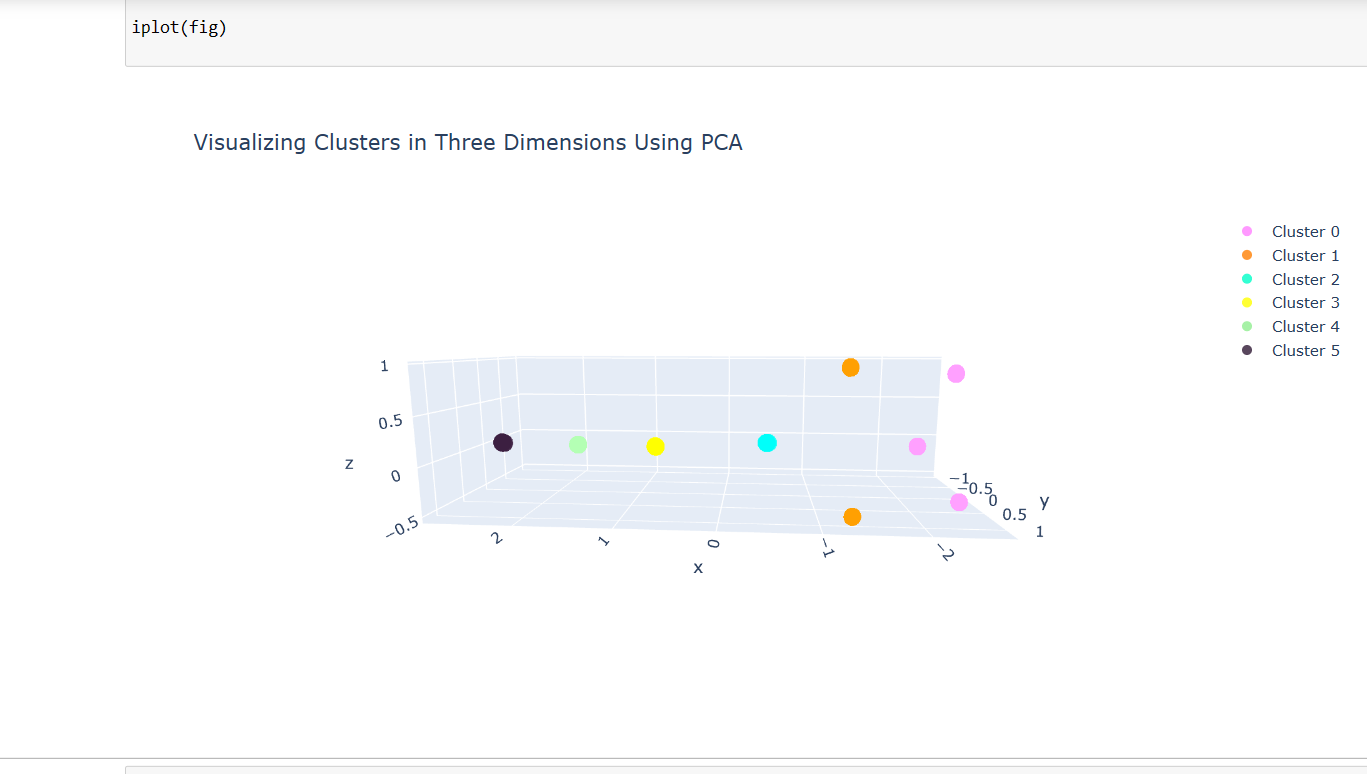 iplot(fig)
Visualizing Clusters in Three Dimensions Using PCA
Cluster 0
Cluster 1
Cluster 2
Cluster 3
Cluster 4
Cluster 5
1
0.5
z
0
−0.5
2
1
0
−1
−2
x
−1
−0.5
0
0.5
1
y